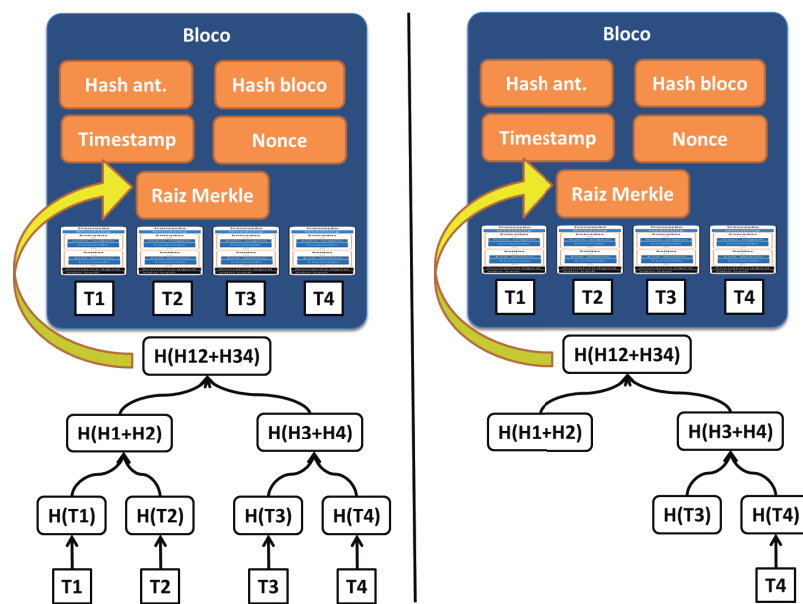 Bloco
Hash ant. Hash bloco
Timestamp Nonce
Raiz Merkle
T1 T2 T3 T4
H(H12+H34)
H(H1+H2) H(H3+H4)
H(T1) H(T2) H(T3) H(T4)
T1 T2 T3 T4
Bloco
Hash ant. Hash bloco
Timestamp Nonce
Raiz Merkle
T1 T2 T3 T4
H(H12+H34)
H(H1+H2) H(H3+H4)
H(T3) H(T4)
T4